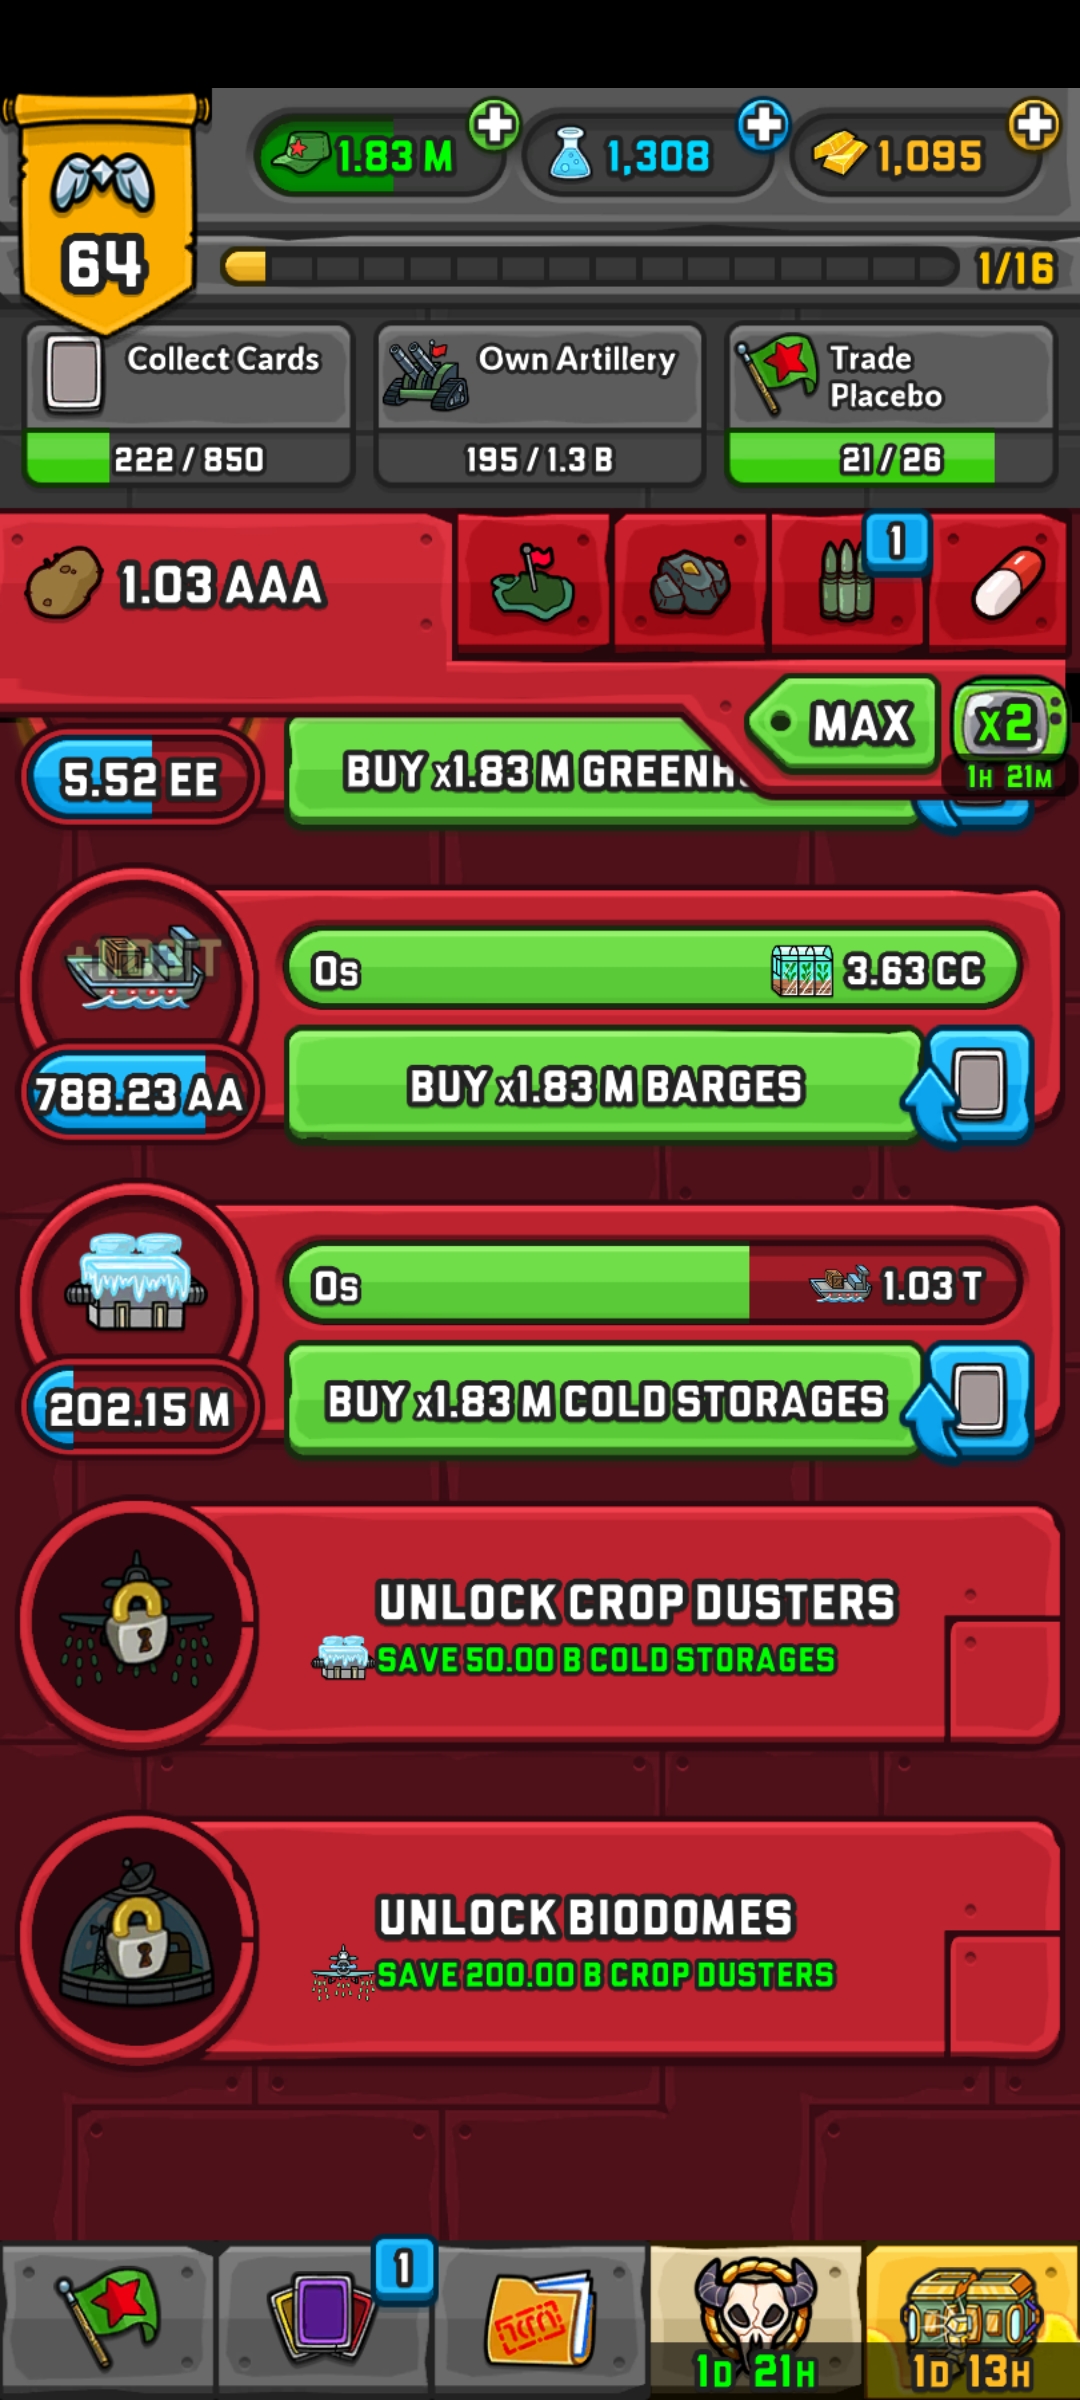 64
1.83 M
1,308
1,095
1/16
Collect Cards
222 / 850
Own Artillery
195 / 1.3 B
Trade
Placebo
21 / 26
1.03 AAA
1
MAX
X2
1H 21M
5.52 EE
BUY x1.83 M
0s
3.63 CC
788.23 AA
BUY x1.83 M BARGES
0s
1.03 T
202.15 M
BUY x1.83 M COLD STORAGES
UNLOCK CROP DUSTERS
SAVE 50.00 B COLD STORAGES
UNLOCK BIODOMES
SAVE 200.00 B CROP DUSTERS
1
1D 21H
1D 13H